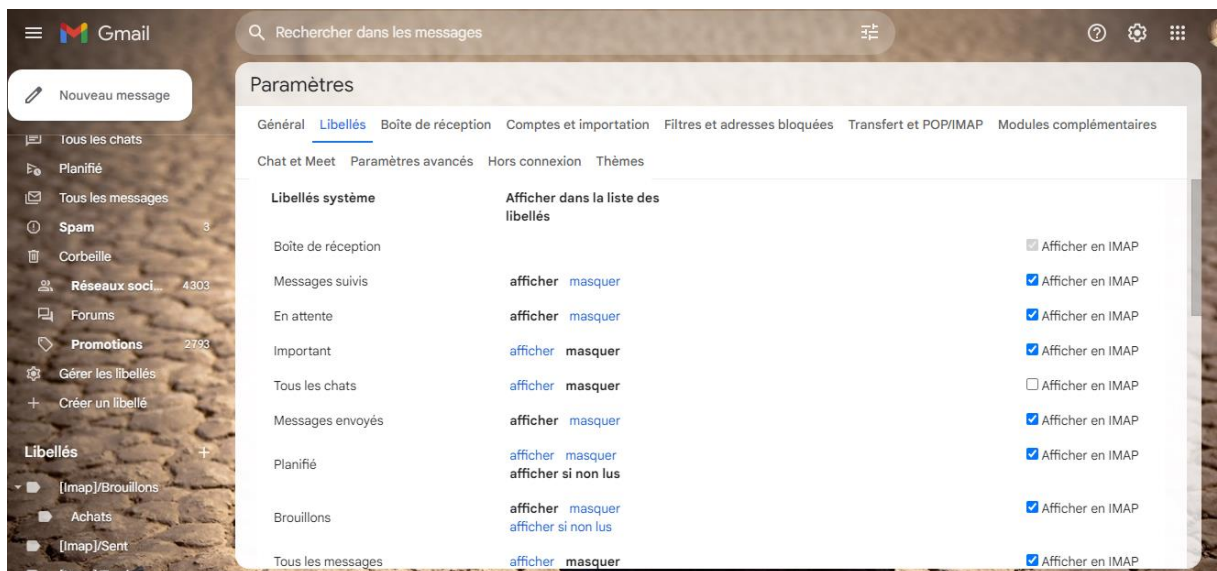 Gmail
Rechercher dans les messages
Nouveau message
Tous les chats
Planifié
Tous les messages
Spam 3
Corbeille
Réseaux soci... 4303
Forums
Promotions 2793
Gérer les libellés
Créer un libellé
Libellés
[Imap]/Brouillons
Achats
[Imap]/Sent
Paramètres
Général Libellés Boîte de réception Comptes et importation Filtres et adresses bloquées Transfert et POP/IMAP Modules complémentaires
Chat et Meet Paramètres avancés Hors connexion Thèmes
Libellés système Afficher dans la liste des
libellés
Boîte de réception Afficher en IMAP
Messages suivis afficher masquer Afficher en IMAP
En attente afficher masquer Afficher en IMAP
Important afficher masquer Afficher en IMAP
Tous les chats afficher masquer Afficher en IMAP
Messages envoyés afficher masquer Afficher en IMAP
Planifié afficher masquer Afficher en IMAP
afficher si non lus
Brouillons afficher masquer Afficher en IMAP
afficher si non lus
Tous les messages afficher masquer Afficher en IMAP